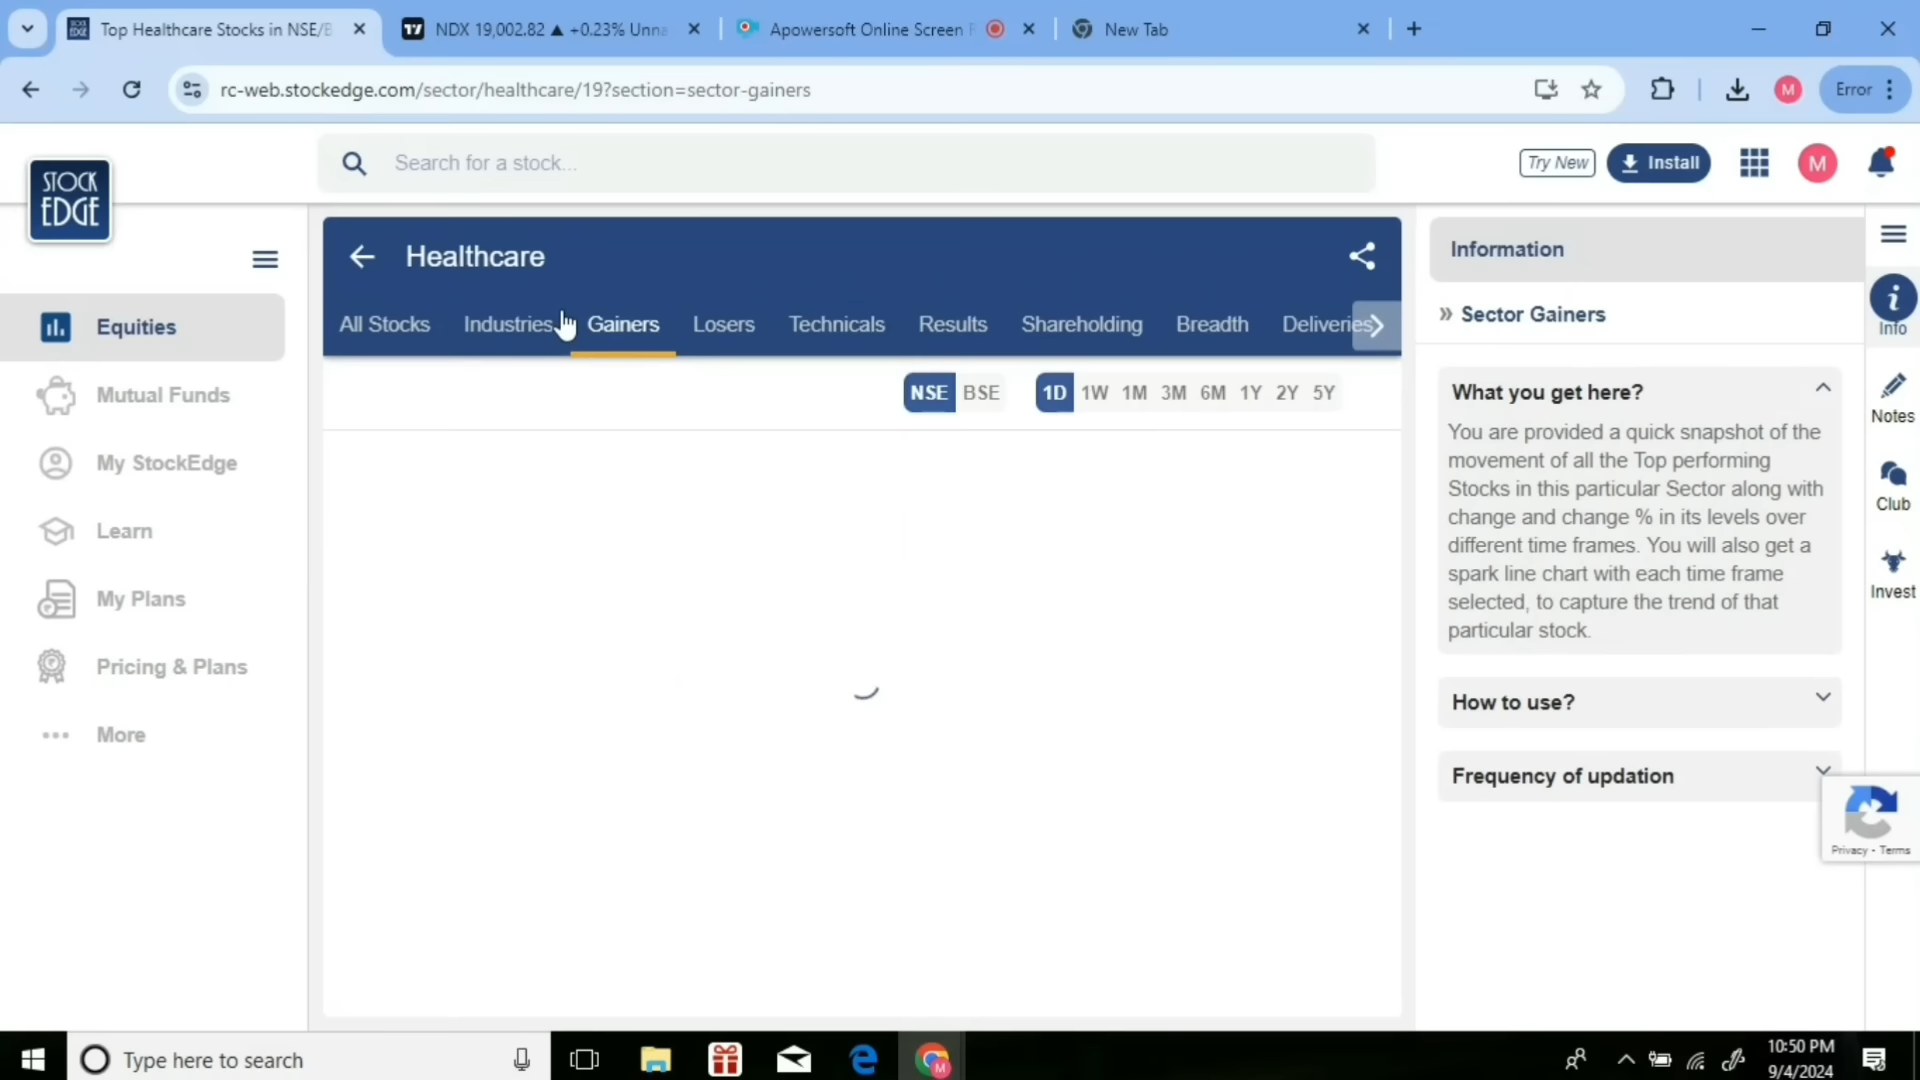 Top Healthcare Stocks in NSE/B
NDX 19,002.82 ▲ +0.23% Unna
Apowersoft Online Screen R
New Tab
rc-web.stockedge.com/sector/healthcare/19?section=sector-gainers
M
Error
STOCK
EDGE
Search for a stock...
Try New
Install
M
Equities
Mutual Funds
My StockEdge
Learn
My Plans
Pricing & Plans
More
Healthcare
All Stocks Industries Gainers Losers Technicals Results Shareholding Breadth Deliveries
NSE BSE 1D 1W 1M 3M 6M 1Y 2Y 5Y
Information
» Sector Gainers
What you get here?
You are provided a quick snapshot of the
movement of all the Top performing
Stocks in this particular Sector along with
change and change % in its levels over
different time frames. You will also get a
spark line chart with each time frame
selected, to capture the trend of that
particular stock.
How to use?
Frequency of updation
Info
Notes
Club
Invest
Privacy - Terms
Type here to search
M
10:50 PM
9/4/2024